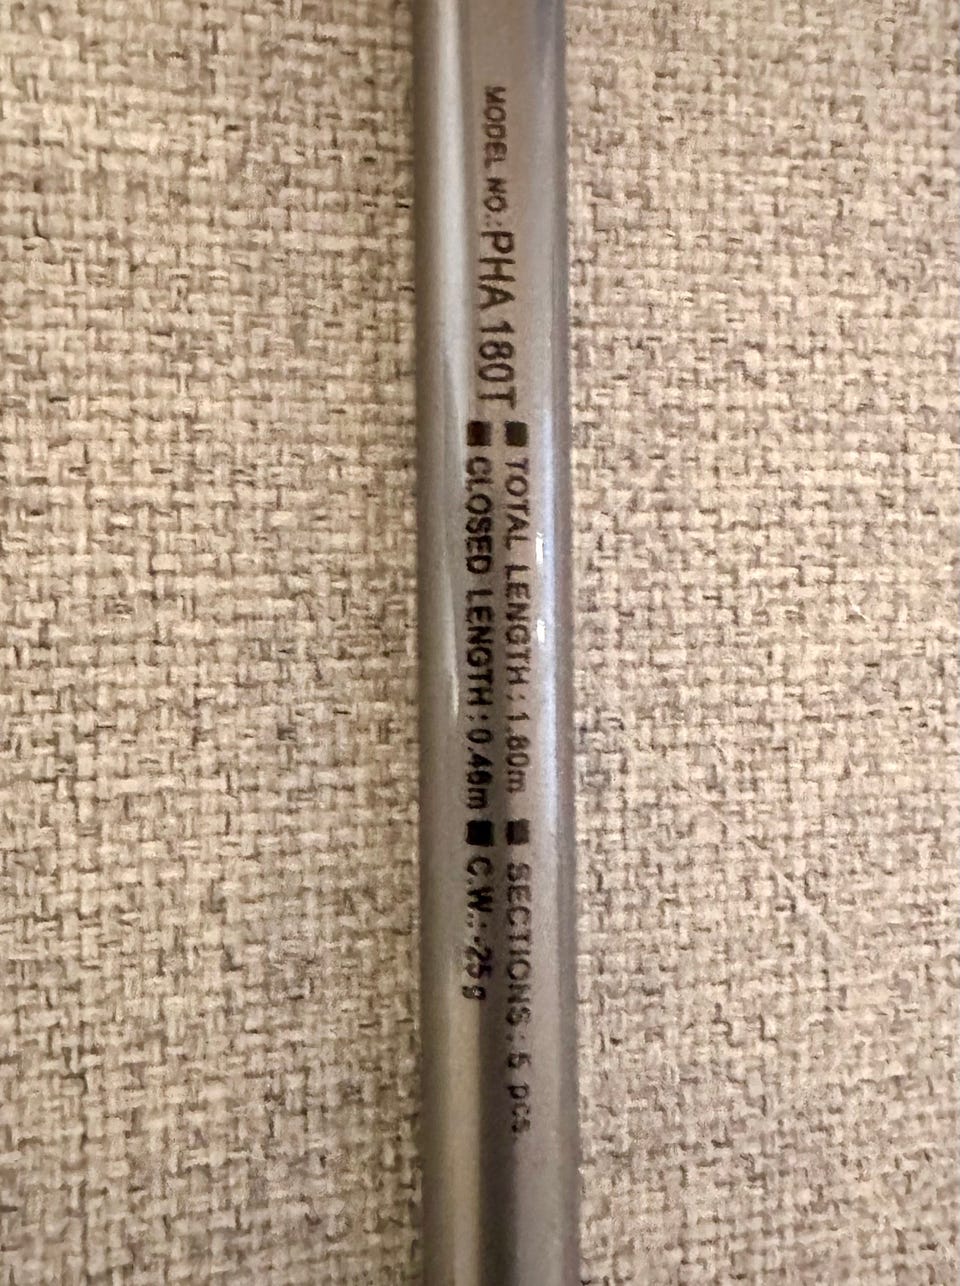 MODEL NO.: PHA 180T
■ TOTAL LENGTH : 1.80m ■ SECTIONS : 5 pcs.
■ CLOSED LENGTH : 0.46m ■ C.W.: -25 g